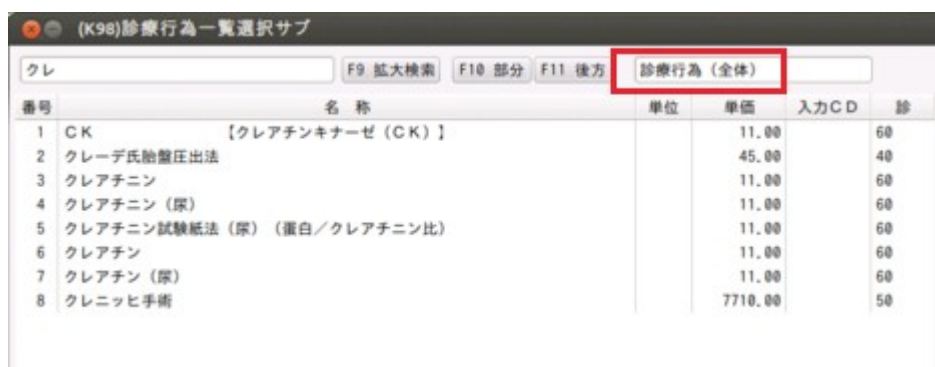 (K98)診療行為一覧選択サブ
クレ F9 拡大検索 F10 部分 F11 後方 診療行為（全体）
番号 名 称 単位 単価 入力CD 診
1 CK 【クレアチンキナーゼ（CK）】 11.00 60
2 クレーデ氏胎盤圧出法 45.00 40
3 クレアチニン 11.00 60
4 クレアチニン（尿） 11.00 60
5 クレアチニン試験紙法（尿）（蛋白／クレアチニン比） 11.00 60
6 クレアチン 11.00 60
7 クレアチン（尿） 11.00 60
8 クレニッヒ手術 7710.00 50